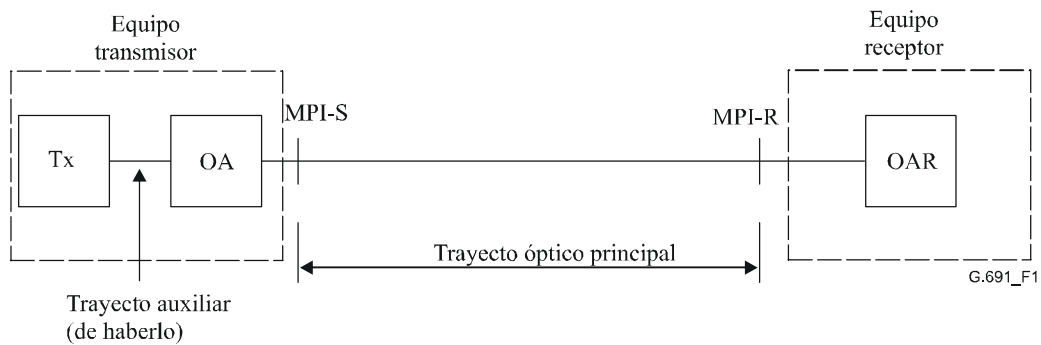 Equipo
transmisor
Equipo
receptor
MPI-S
MPI-R
Tx
OA
OAR
Trayecto óptico principal
G.691_F1
Trayecto auxiliar
(de haberlo)